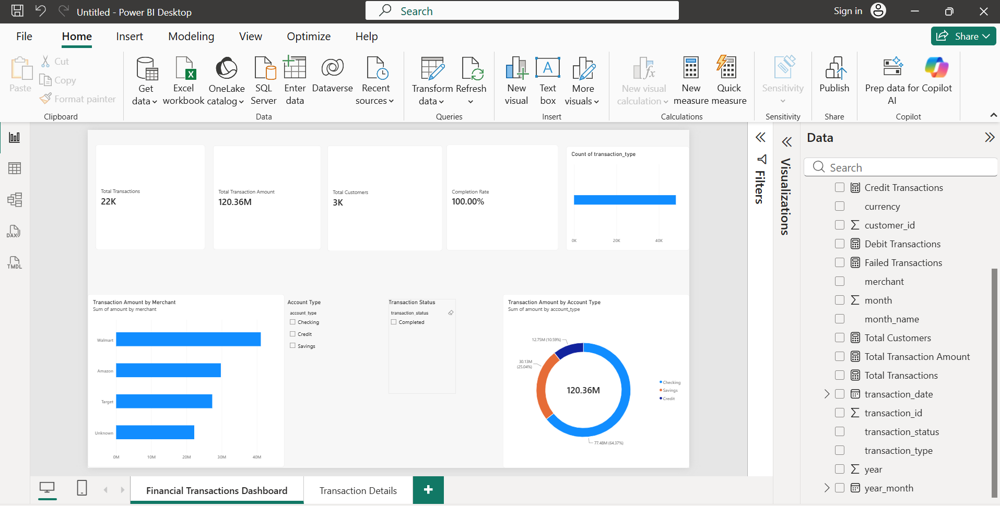 Untitled - Power BI Desktop
Search
Sign in
File
Home
Insert
Modeling
View
Optimize
Help
Share
Paste
Cut
Copy
Format painter
Clipboard
Get
data
Excel
workbook
OneLake
catalog
SQL
Server
Enter
data
Dataverse
Recent
sources
Data
Transform
data
Refresh
Queries
New
visual
Text
box
More
visuals
Insert
New visual
calculation
New
measure
Quick
measure
Calculations
Sensitivity
Sensitivity
Publish
Share
Prep data for
AI
Copilot
Copilot
DAX
TMDL
Total Transactions
22K
Total Transaction Amount
120.36M
Total Customers
3K
Completion Rate
100.00%
Count of transaction_type
0K
20K
40K
Transaction Amount by Merchant
Sum of amount by merchant
Walmart
Amazon
Target
Unknown
0M
10M
20M
30M
40M
Account Type
account_type
Checking
Credit
Savings
Transaction Status
transaction_status
Completed
Transaction Amount by Account Type
Sum of amount by account_type
12.75M (10.59%)
30.13M
(25.04%)
120.36M
77.48M (64.37%)
Checking
Savings
Credit
Filters
Visualizations
Data
Search
Credit Transactions
currency
customer_id
Debit Transactions
Failed Transactions
merchant
month
month_name
Total Customers
Total Transaction Amount
Total Transactions
transaction_date
transaction_id
transaction_status
transaction_type
year
year_month
Financial Transactions Dashboard
Transaction Details